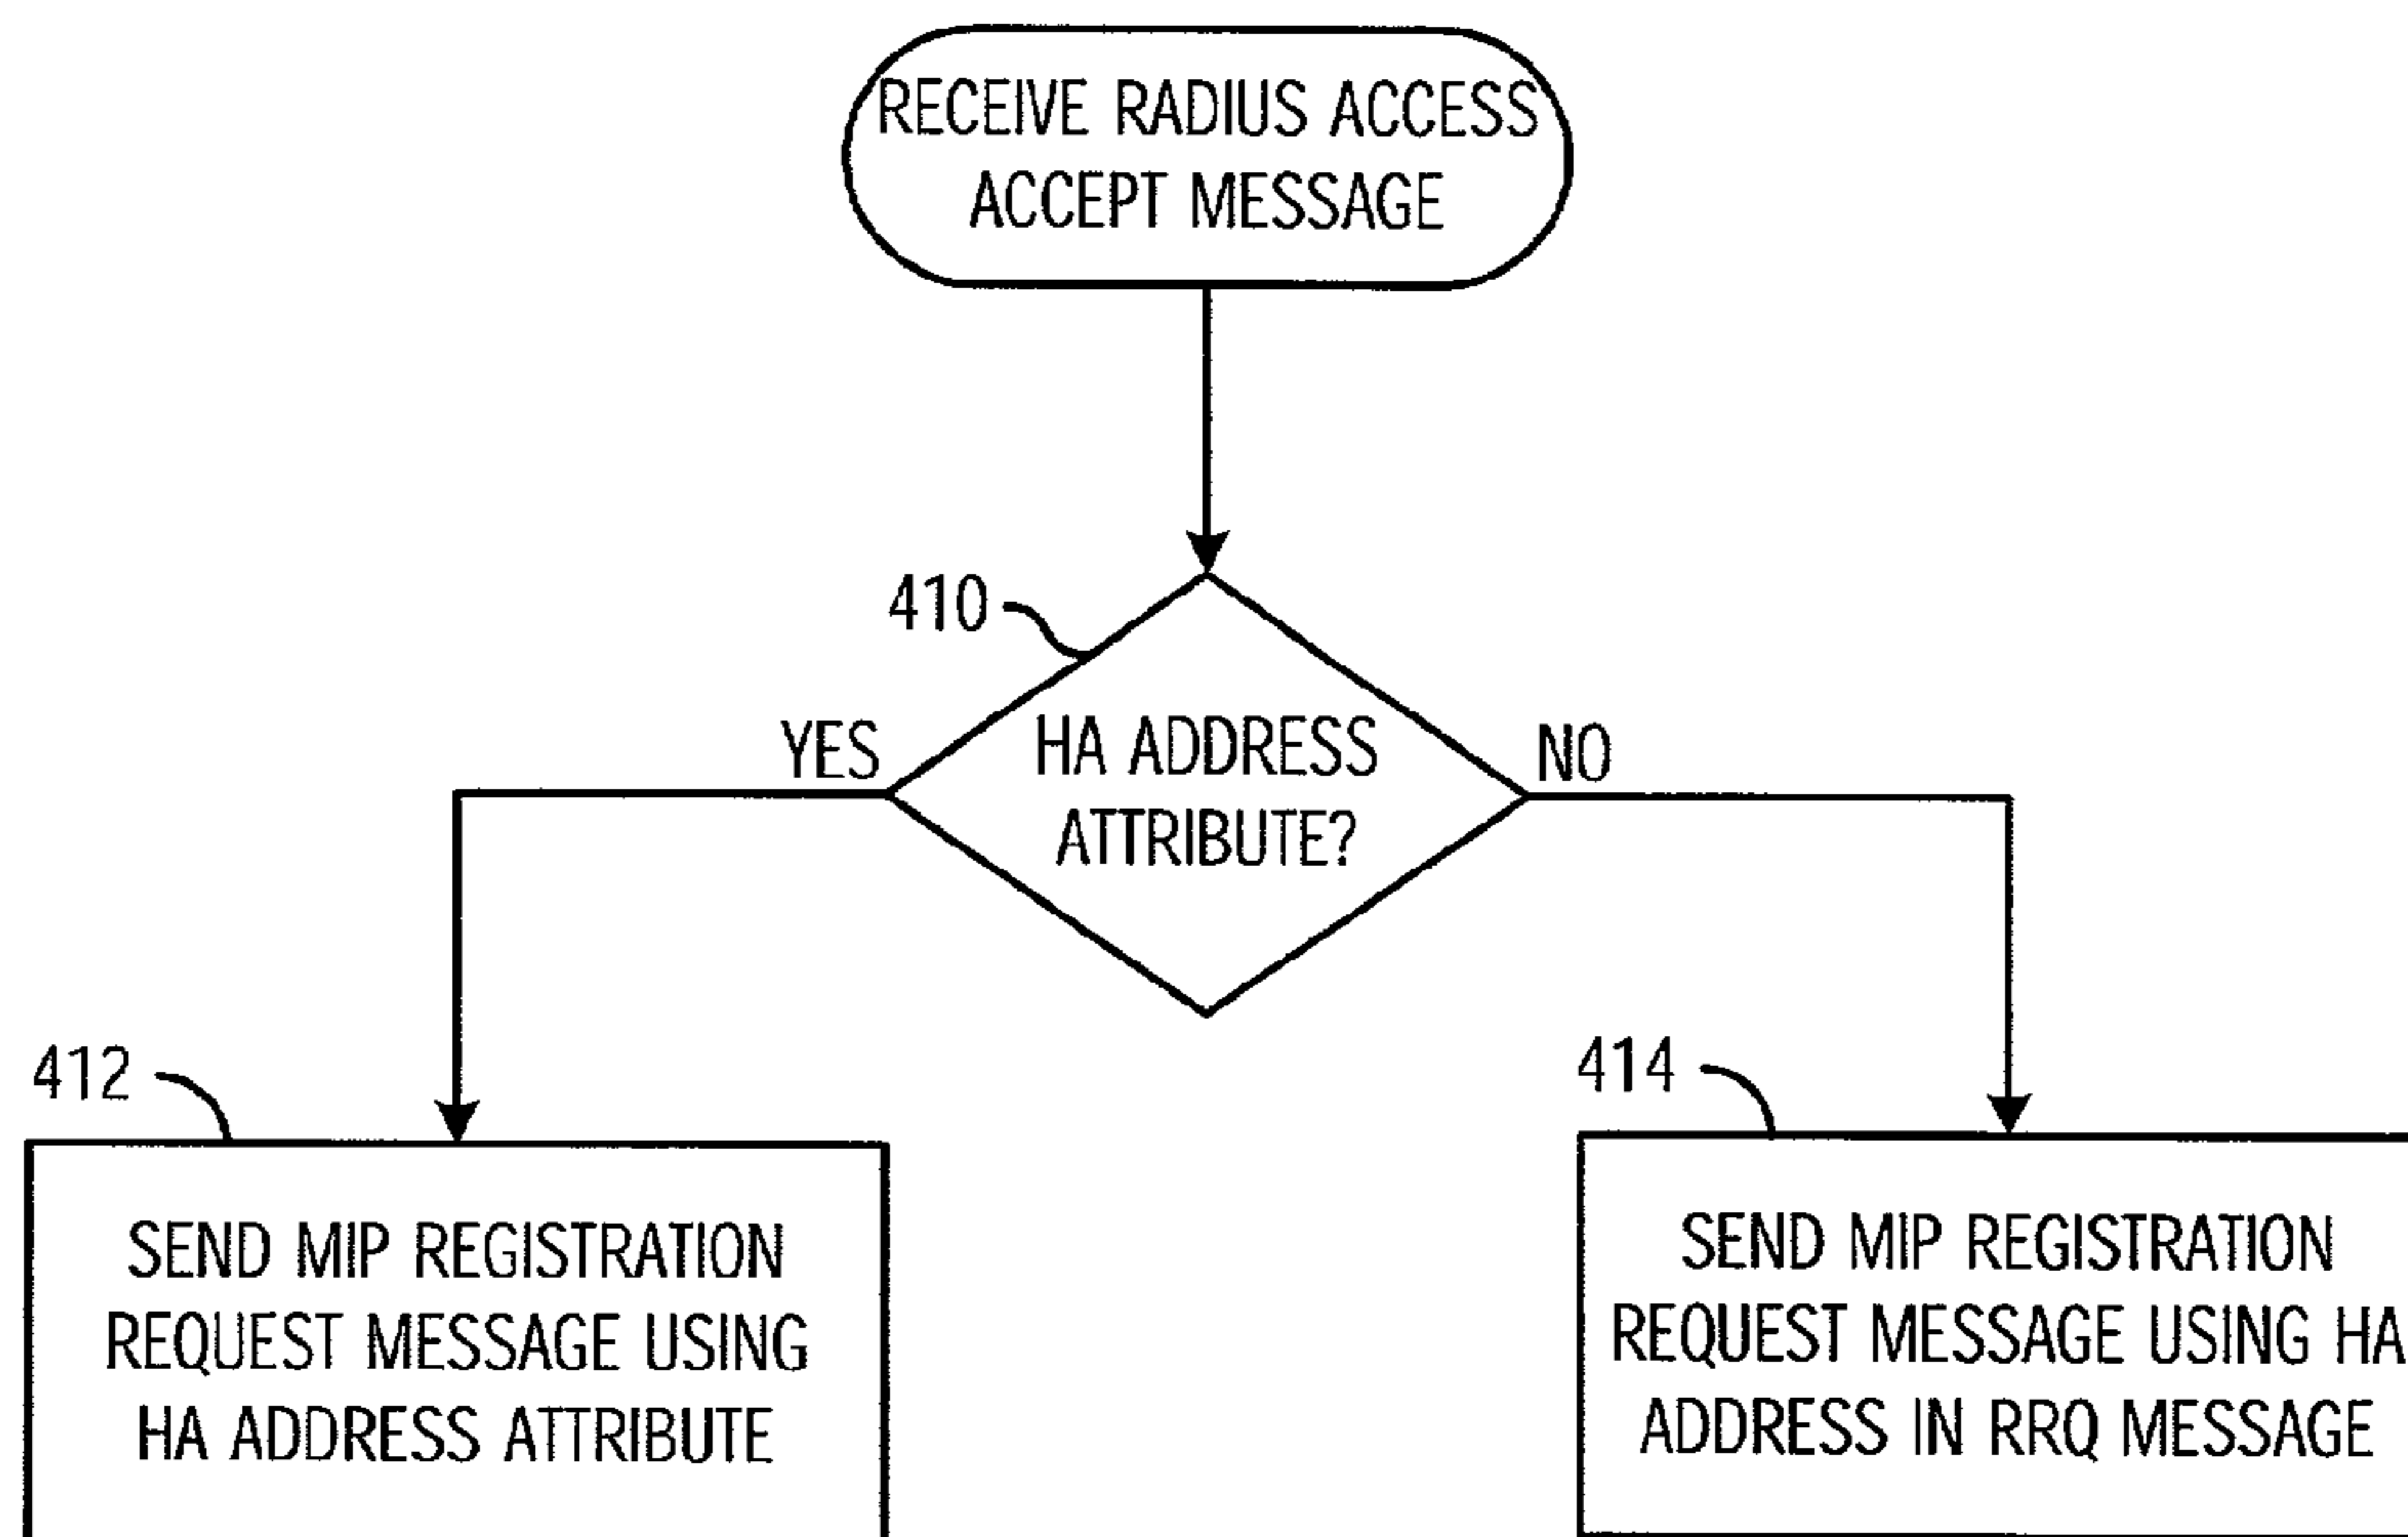 RECEIVE RADIUS ACCESS
ACCEPT MESSAGE
410
YES
HA ADDRESS
ATTRIBUTE?
NO
412
SEND MIP REGISTRATION
REQUEST MESSAGE USING
HA ADDRESS ATTRIBUTE
414
SEND MIP REGISTRATION
REQUEST MESSAGE USING HA
ADDRESS IN RRQ MESSAGE